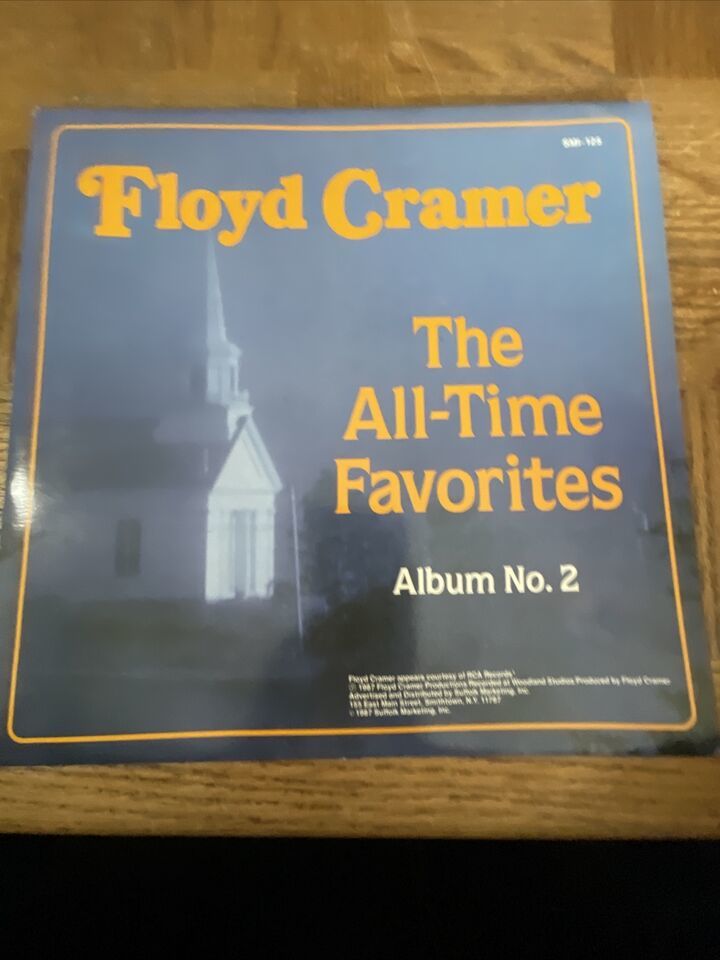 SMI-125
Floyd Cramer
The
All-Time
Favorites
Album No. 2
Floyd Cramer appears courtesy of RCA Records
℗ 1987 Floyd Cramer Productions Recorded at Woodland Studios Produced by Floyd Cramer
Advertised and Distributed by Suffolk Marketing, Inc.
155 East Main Street, Smithtown, N.Y. 11787
© 1987 Suffolk Marketing, Inc.